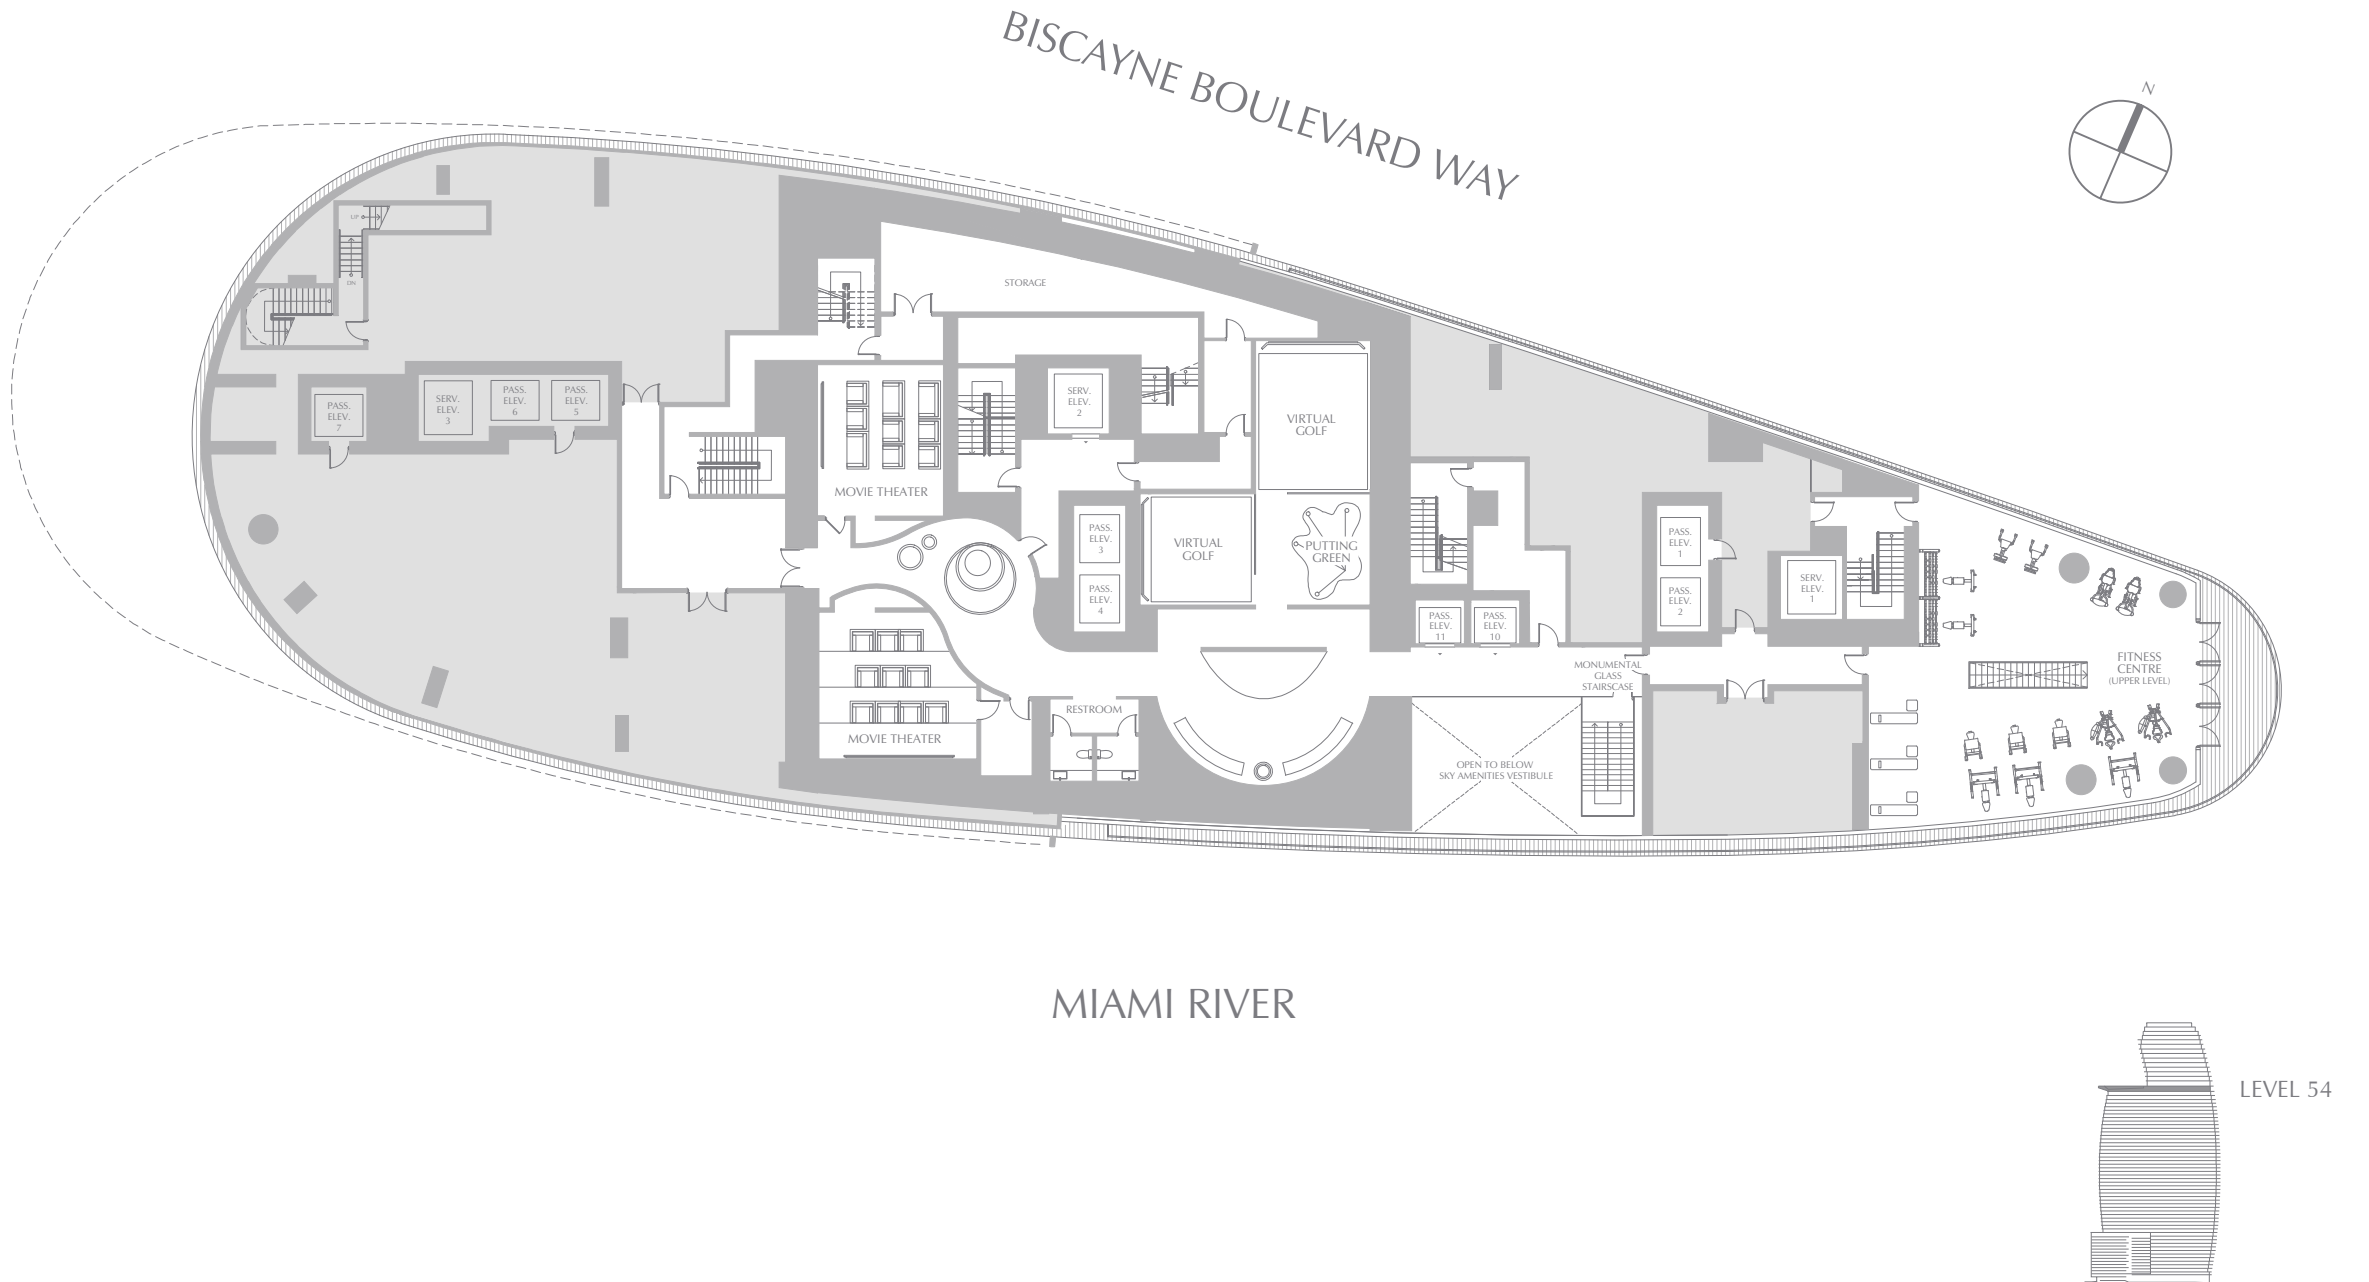 BISCAYNE BOULEVARD WAY
N
UP
DN
STORAGE
PASS.
ELEV.
7
SERV.
ELEV.
3
PASS.
ELEV.
6
PASS.
ELEV.
5
SERV.
ELEV.
2
VIRTUAL
GOLF
MOVIE THEATER
PASS.
ELEV.
3
VIRTUAL
GOLF
PUTTING
GREEN
PASS.
ELEV.
4
PASS.
ELEV.
1
PASS.
ELEV.
2
SERV.
ELEV.
1
PASS.
ELEV.
11
PASS.
ELEV.
10
MONUMENTAL
GLASS
STAIRSCASE
FITNESS
CENTRE
(UPPER LEVEL)
RESTROOM
MOVIE THEATER
OPEN TO BELOW
SKY AMENITIES VESTIBULE
MIAMI RIVER
LEVEL 54